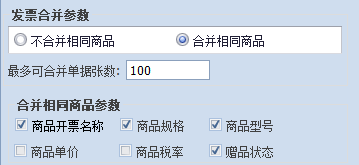 发票合并参数
不合并相同商品 合并相同商品
最多可合并单据张数: 100
合并相同商品参数
商品开票名称 商品规格 商品型号
商品单价 商品税率 赠品状态